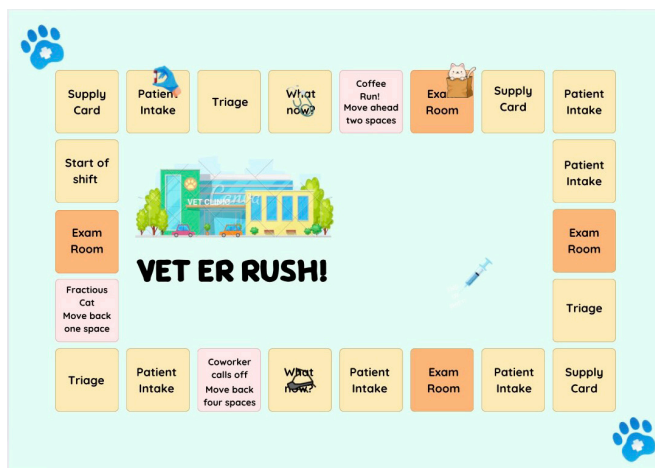 Supply
Card
Patient
Intake
Triage
What
now?
Coffee
Run!
Move ahead
two spaces
Exam
Room
Supply
Card
Patient
Intake
Start of
shift
Patient
Intake
Exam
Room
VET CLINIC
Canva
Exam
Room
VET ER RUSH!
Fractious
Cat
Move back
one space
Triage
Triage
Patient
Intake
Coworker
calls off
Move back
four spaces
What
now?
Patient
Intake
Exam
Room
Patient
Intake
Supply
Card